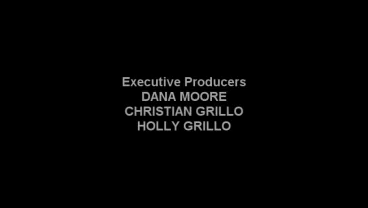 Executive Producers
DANA MOORE
CHRISTIAN GRILLO
HOLLY GRILLO